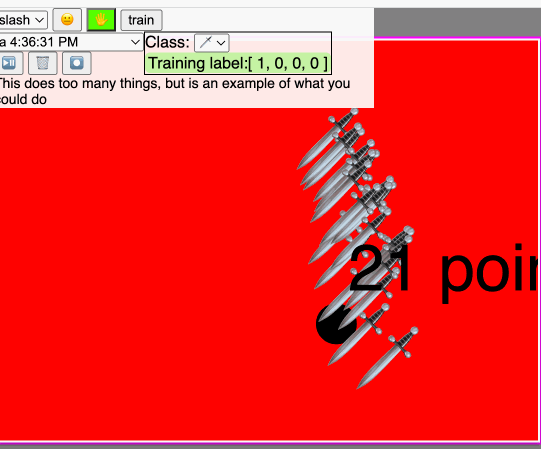 slash train
a 4:36:31 PM Class:
Training label:[ 1, 0, 0, 0 ]
This does too many things, but is an example of what you
could do
21 poin